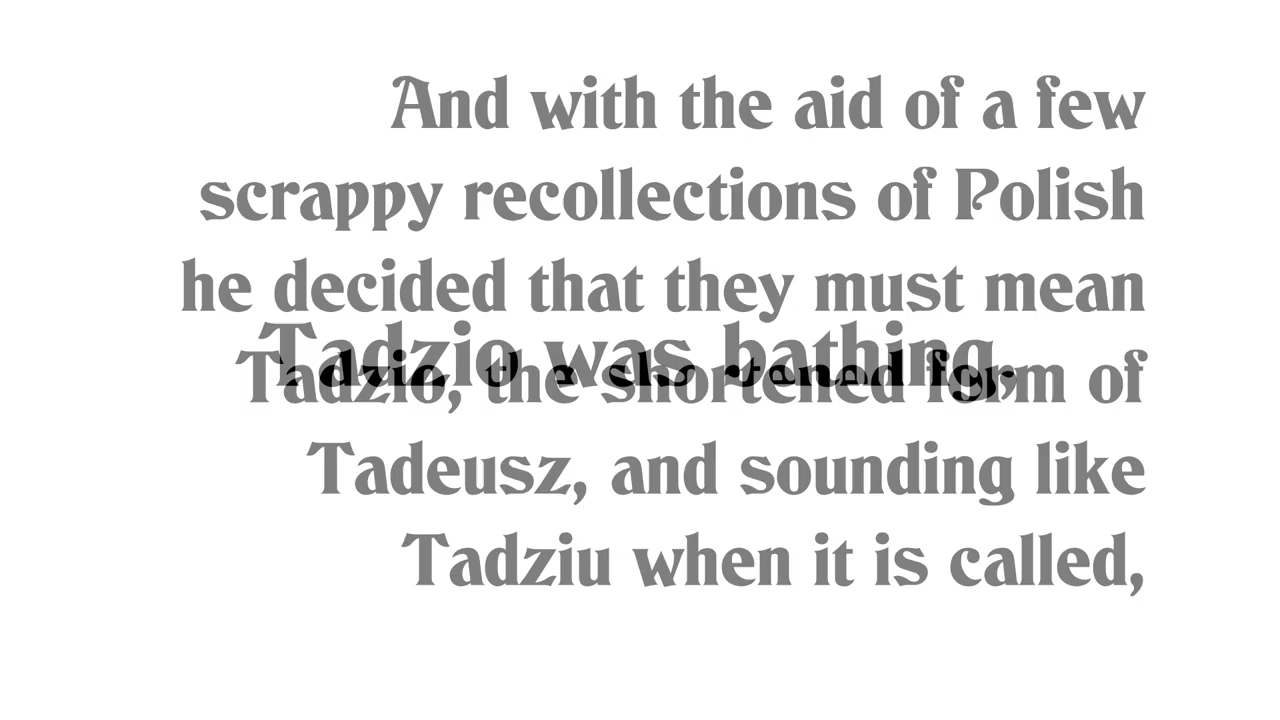 And with the aid of a few
scrappy recollections of Polish
he decided that they must mean
Tadzio was bathing.
Tadzio, the shortened form of
Tadeusz, and sounding like
Tadziu when it is called,